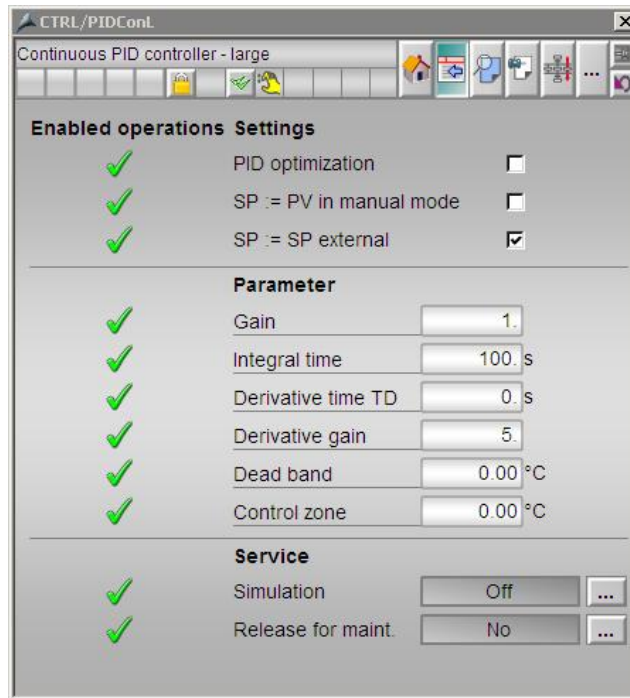 CTRL/PIDConL
Continuous PID controller - large
...
Enabled operations Settings
PID optimization
SP := PV in manual mode
SP := SP external
Parameter
Gain 1.
Integral time 100. s
Derivative time TD 0. s
Derivative gain 5.
Dead band 0.00 °C
Control zone 0.00 °C
Service
Simulation Off ...
Release for maint. No ...